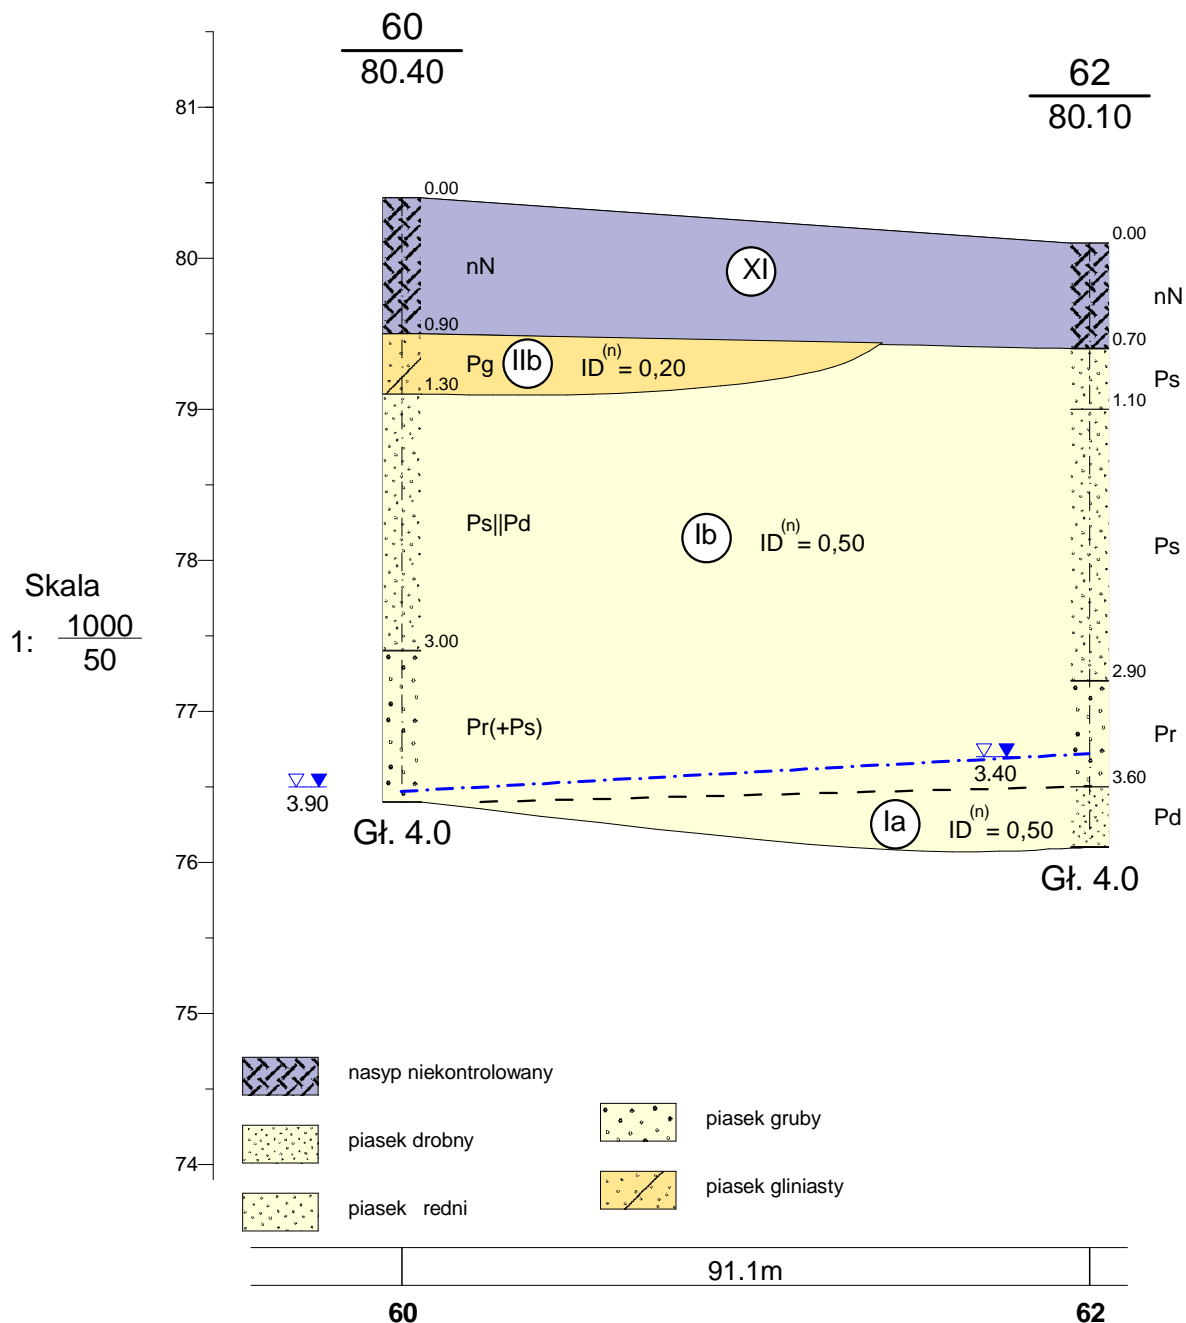 60
80.40
62
80.10
81
0.00
0.00
80
nN
XI
nN
0.90
0.70
Pg IIb ID(n) = 0,20
Ps
1.30
1.10
79
Ps||Pd
Ib ID(n) = 0,50
Ps
78
Skala
1: 1000
50
3.00
2.90
77
Pr(+Ps)
Pr
3.40
3.60
3.90
Ia ID(n) = 0,50
Pd
Gł. 4.0
76
Gł. 4.0
75
nasyp niekontrolowany
piasek gruby
piasek drobny
74
piasek gliniasty
piasek redni
91.1m
60
62